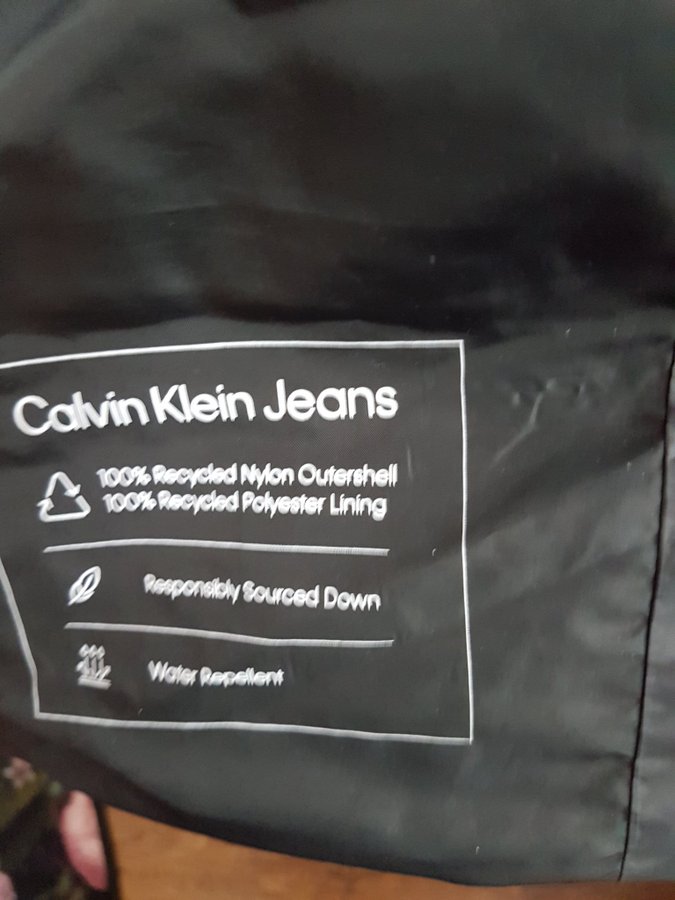 Calvin Klein Jeans
100% Recycled Nylon Outershell
100% Recycled Polyester Lining
Responsibly Sourced Down
Water Repellent